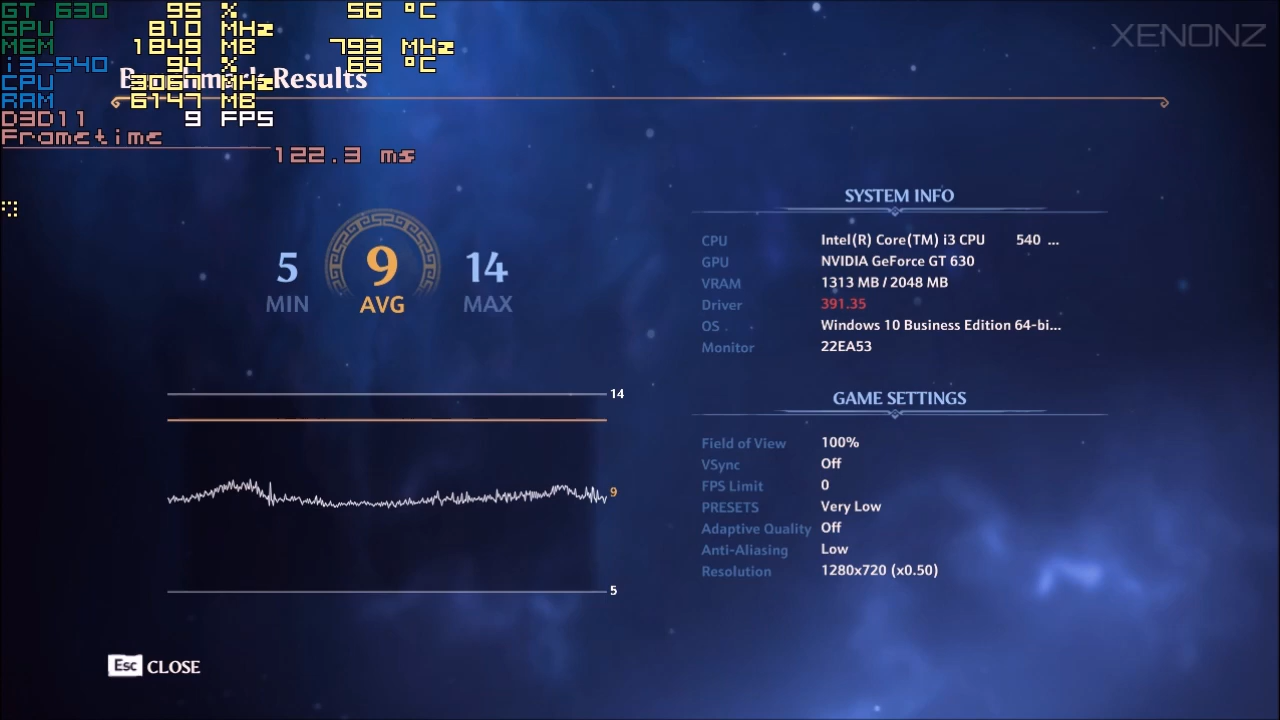 GT 630 95 % 56 °C
GPU 810 MHz
MEM 1849 MB 793 MHz
i3-540 94 % 65 °C
CPU 3067 MHz
RAM 6147 MB
D3D11 9 FPS
Frametime
122.3 ms
XENONZ
Benchmark Results
5 9 14
MIN AVG MAX
14
9
5
SYSTEM INFO
CPU Intel(R) Core(TM) i3 CPU 540 ...
GPU NVIDIA GeForce GT 630
VRAM 1313 MB / 2048 MB
Driver 391.35
OS Windows 10 Business Edition 64-bi...
Monitor 22EA53
GAME SETTINGS
Field of View 100%
VSync Off
FPS Limit 0
PRESETS Very Low
Adaptive Quality Off
Anti-Aliasing Low
Resolution 1280x720 (x0.50)
Esc CLOSE